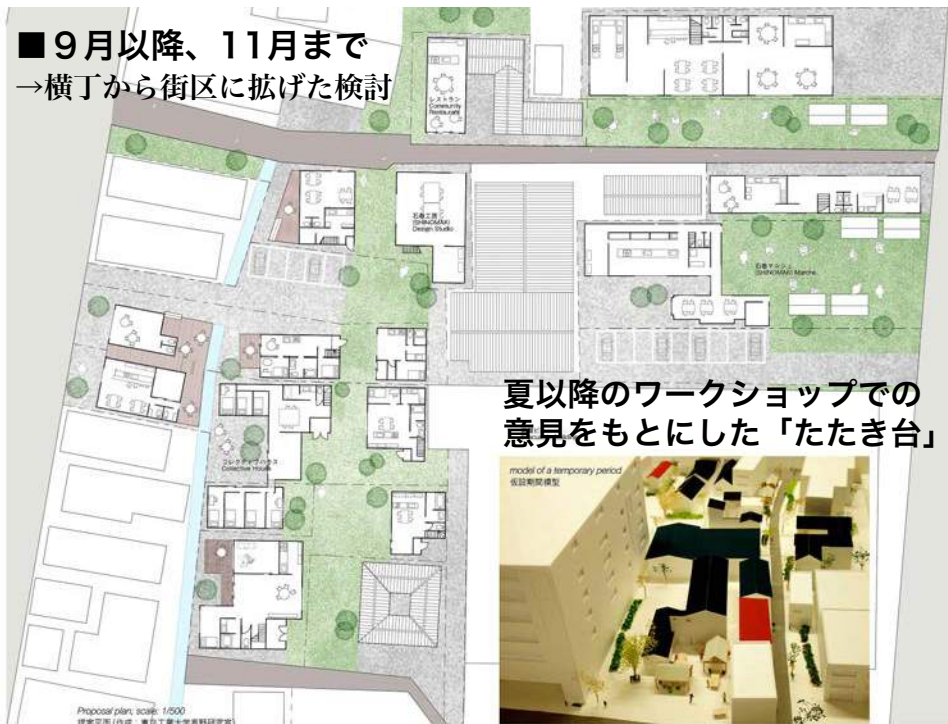 ■９月以降、11月まで
→横丁から街区に拡げた検討
レストラン
Community
Restaurant
石巻工房
ISHINOMAKI
Design Studio
石巻マルシェ
ISHINOMAKI Marche
コレクティブハウス
Collective House
夏以降のワークショップでの
意見をもとにした「たたき台」
model of a temporary period
仮設期間模型
Proposal plan, scale: 1/500